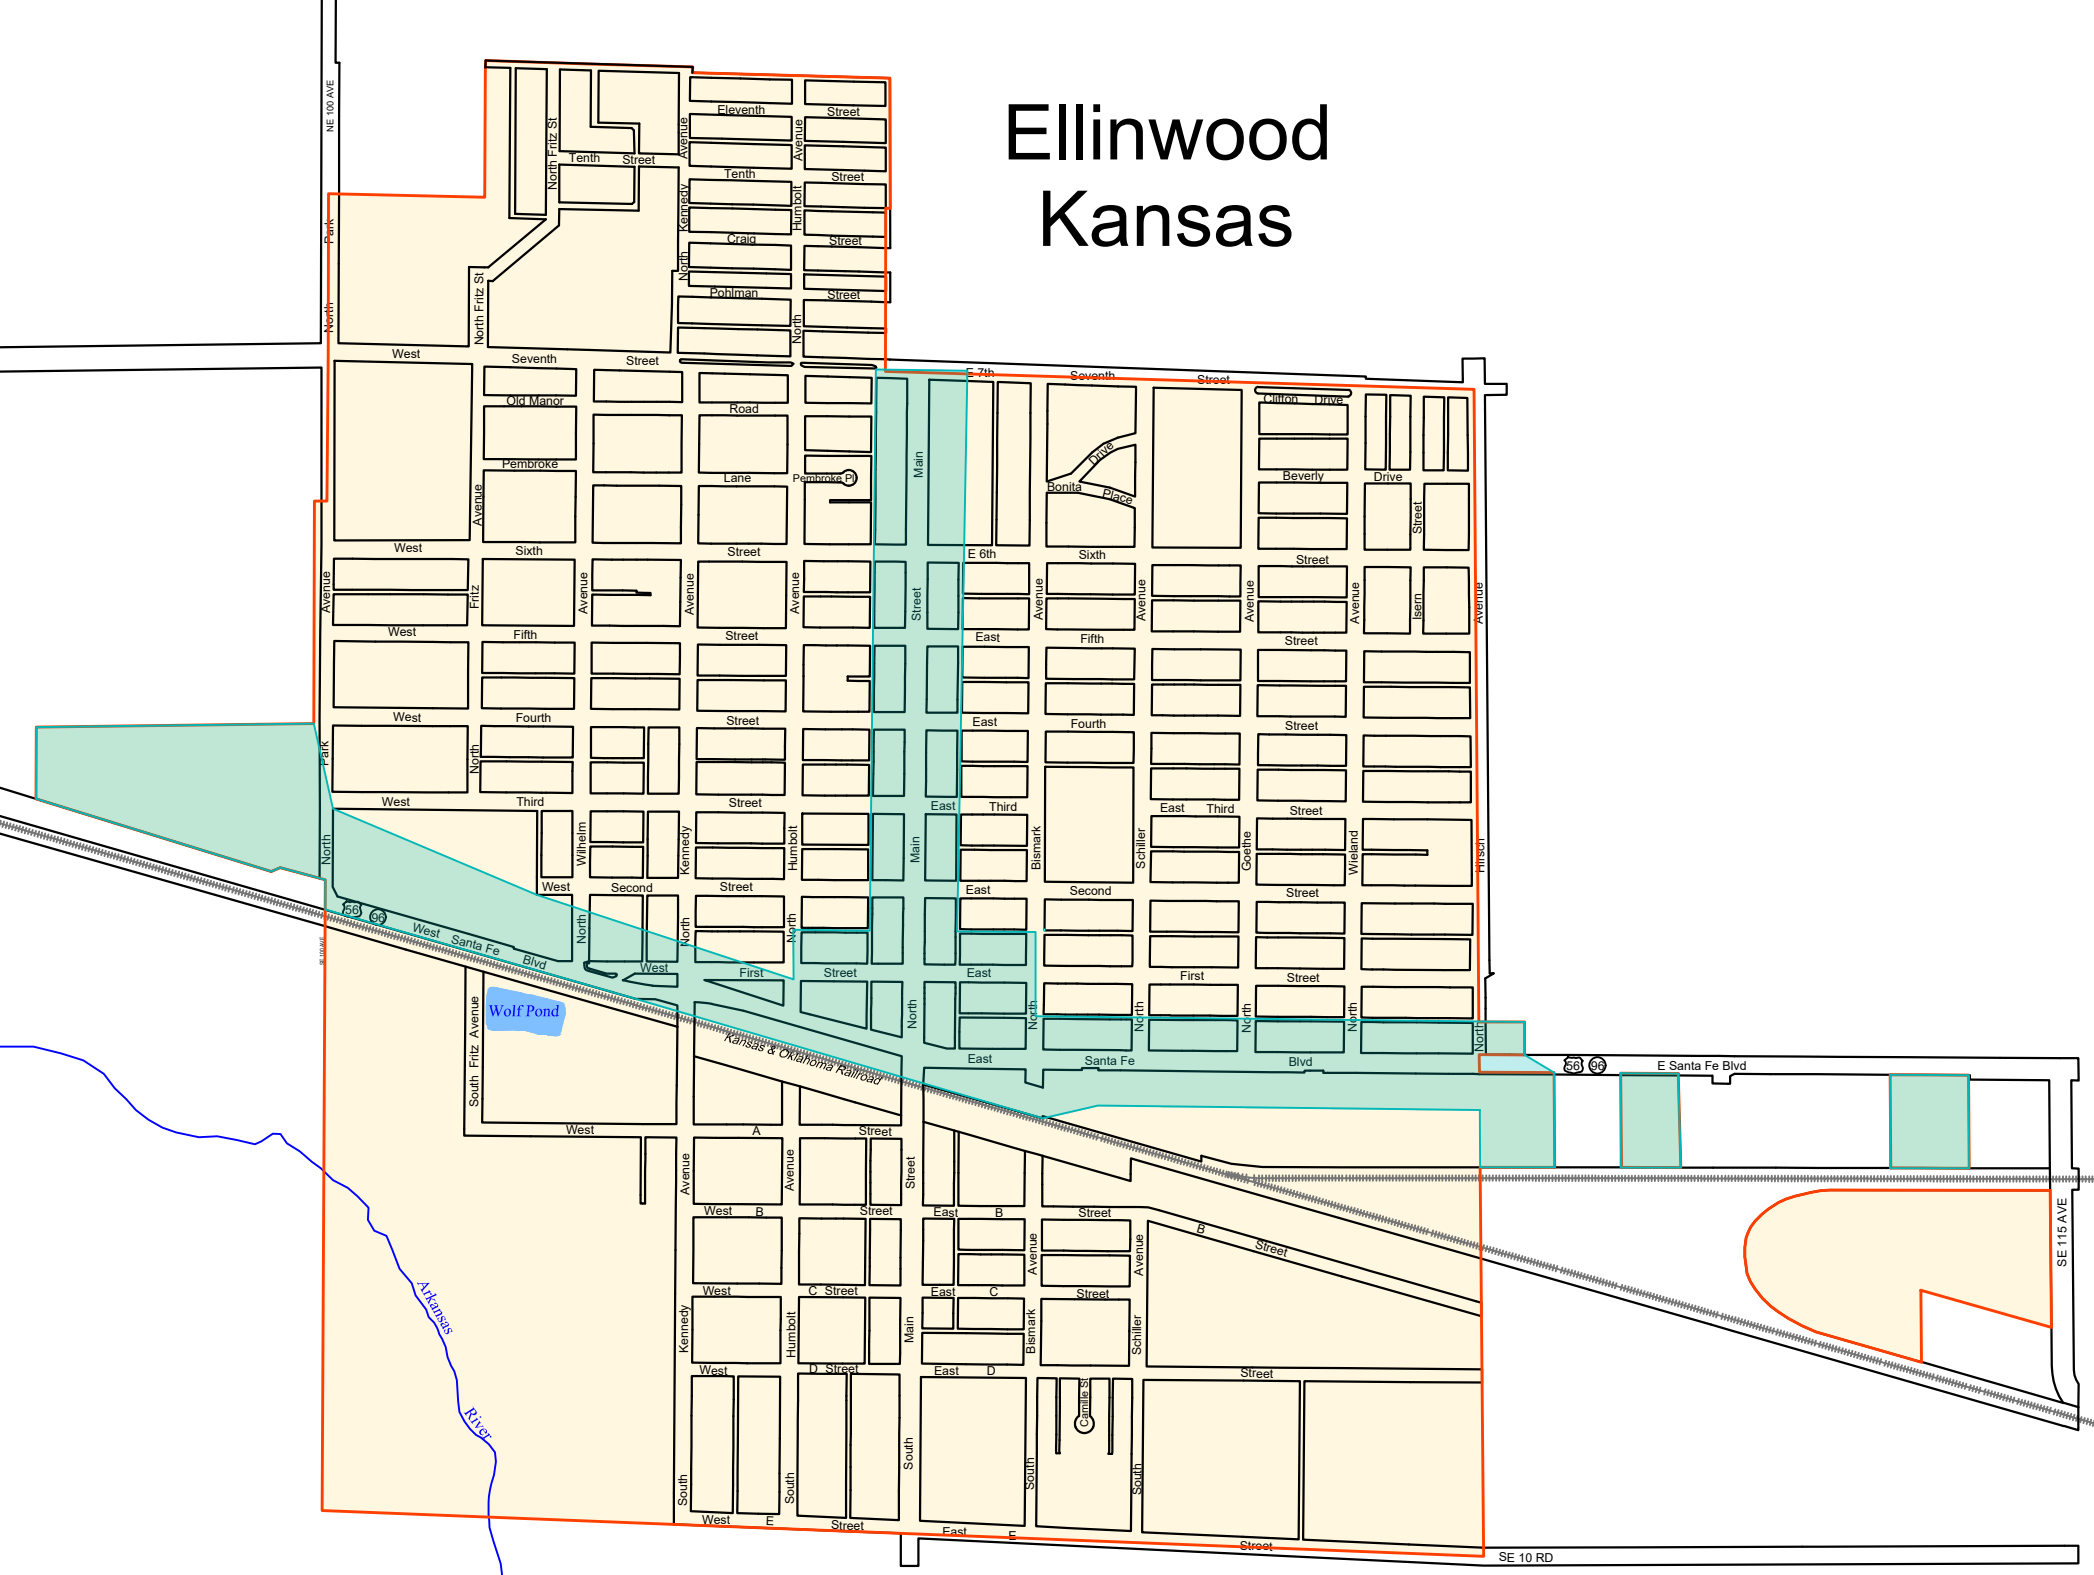 Ellinwood
Kansas
NE 100 AVE
North Fritz St
Avenue
Eleventh Street
Avenue
Tenth Street
Tenth Street
Kennedy
Humbolt
Park
Craig Street
North
North Fritz St
Pohlman Street
North
North
West Seventh Street
E 7th Seventh Street
Old Manor Road
Clifton Drive
Main
Drive
Pembroke Lane
Pembroke Pl
Bonita Place
Beverly Drive
Avenue
Street
West Sixth Street
E 6th Sixth Street
Avenue
Fritz
Avenue
Avenue
Avenue
Street
Avenue
Avenue
Avenue
Avenue
Isern
Avenue
West Fifth Street
East Fifth Street
West Fourth Street
East Fourth Street
Park
North
West Third Street
East Third
East Third Street
North
Wilhelm
Kennedy
Humbolt
Main
Bismark
Schiller
Goethe
Wieland
Hirsch
West Second Street
East Second Street
56 96
West Santa Fe Blvd
North
North
North
SE 100 AVE
West First Street
East First Street
North
North
North
North
North
North
Wolf Pond
South Fritz Avenue
Kansas & Oklahoma Railroad
East Santa Fe Blvd
56 96
E Santa Fe Blvd
West A Street
Avenue
Avenue
Street
West B Street
East B Street
B Street
Avenue
Avenue
SE 115 AVE
West C Street
East C Street
Arkansas
River
Kennedy
Humbolt
Main
Bismark
Schiller
West D Street
East D Street
Camille St
South
South
South
South
South
West E Street
East E Street
SE 10 RD